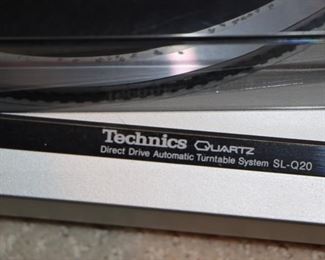 Technics QUARTZ
Direct Drive Automatic Turntable System SL-Q20